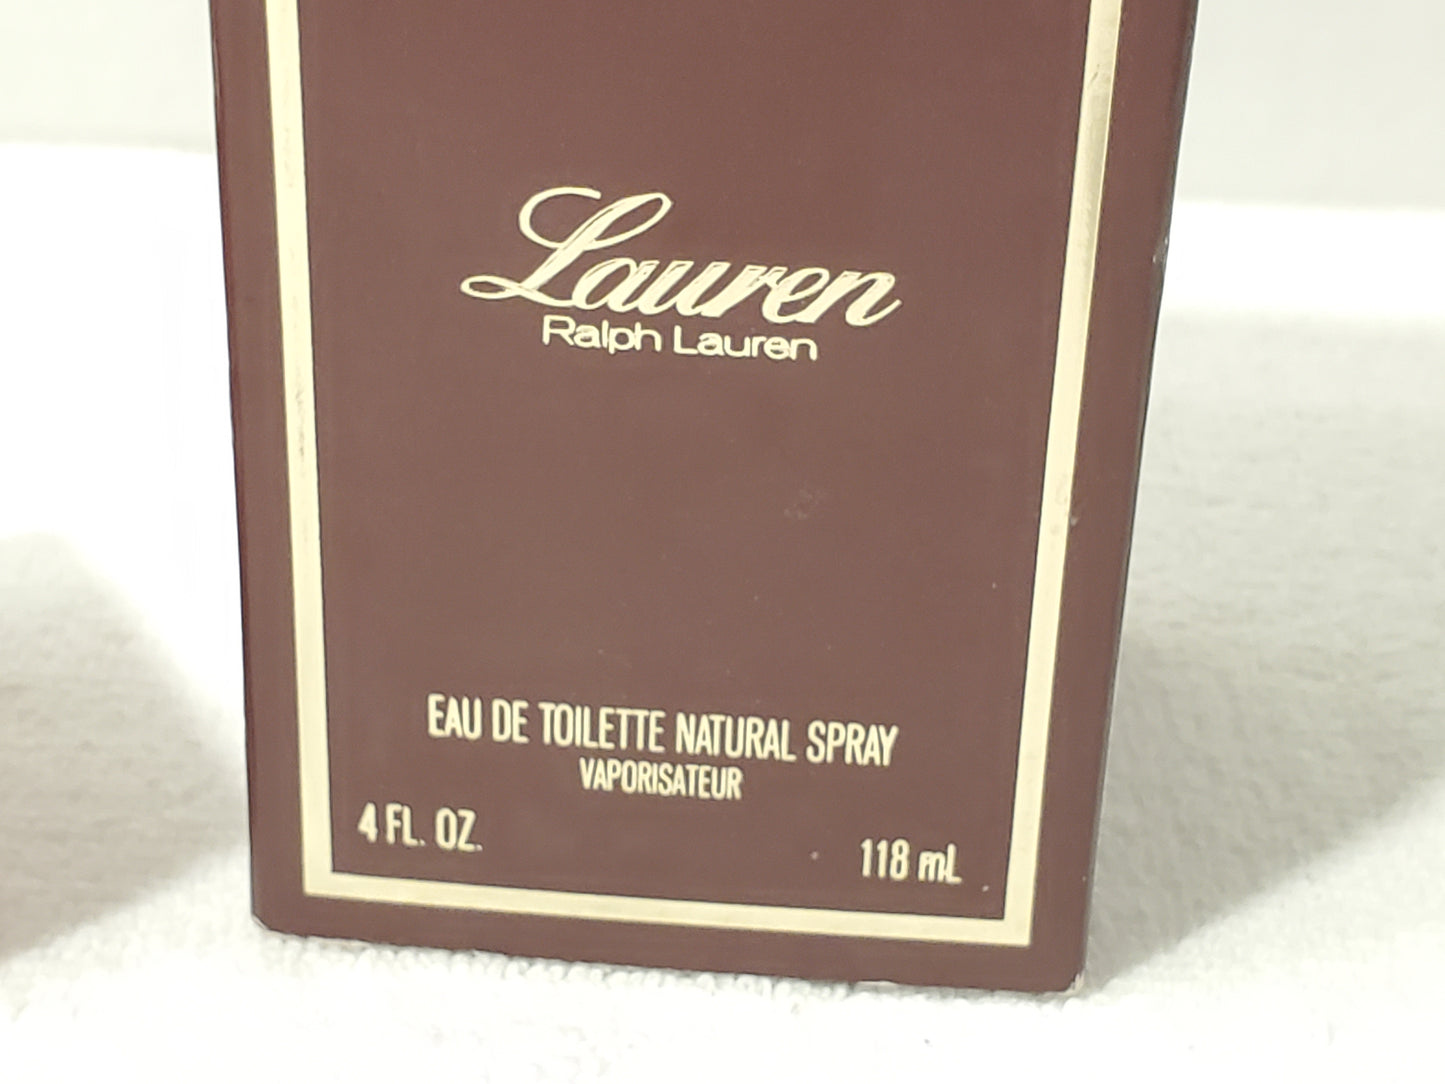 Lauren
Ralph Lauren
EAU DE TOILETTE NATURAL SPRAY
VAPORISATEUR
4 FL. OZ.
118 mL